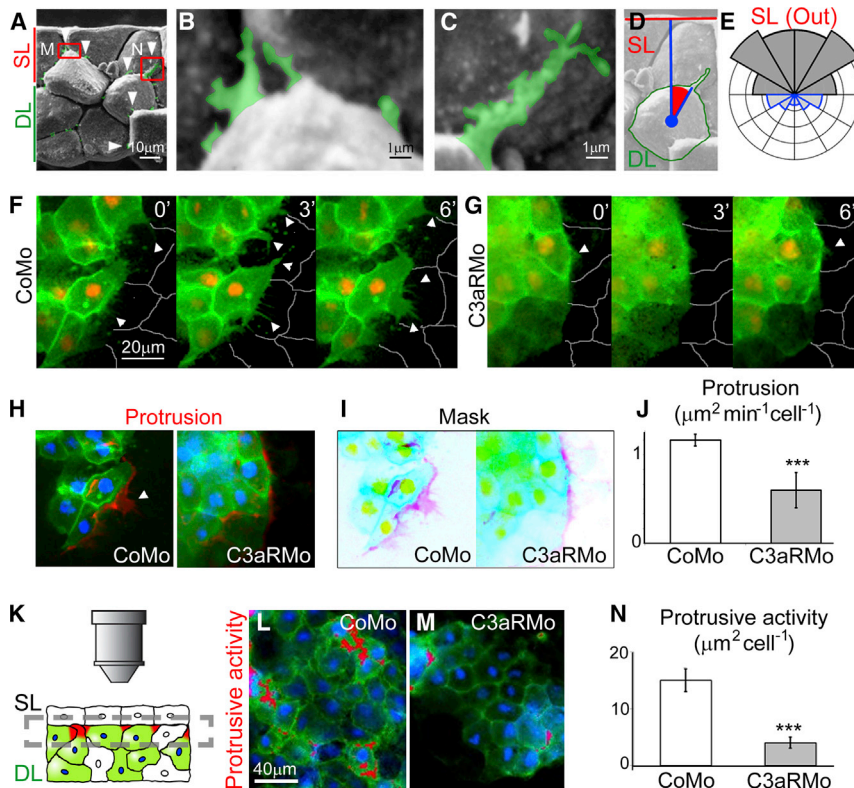 A
SL
DL
M
N
10μm
B
1μm
C
1μm
D
SL
DL
E
SL (Out)
F
CoMo
0'
3'
6'
20μm
G
C3aRMo
0'
3'
6'
H
Protrusion
CoMo
C3aRMo
I
Mask
CoMo
C3aRMo
J
Protrusion
(μm² min⁻¹cell⁻¹)
1
0
***
CoMo
C3aRMo
K
SL
DL
Protrusive activity
L
CoMo
40μm
M
C3aRMo
N
Protrusive activity
(μm² cell⁻¹)
20
10
0
***
CoMo
C3aRMo